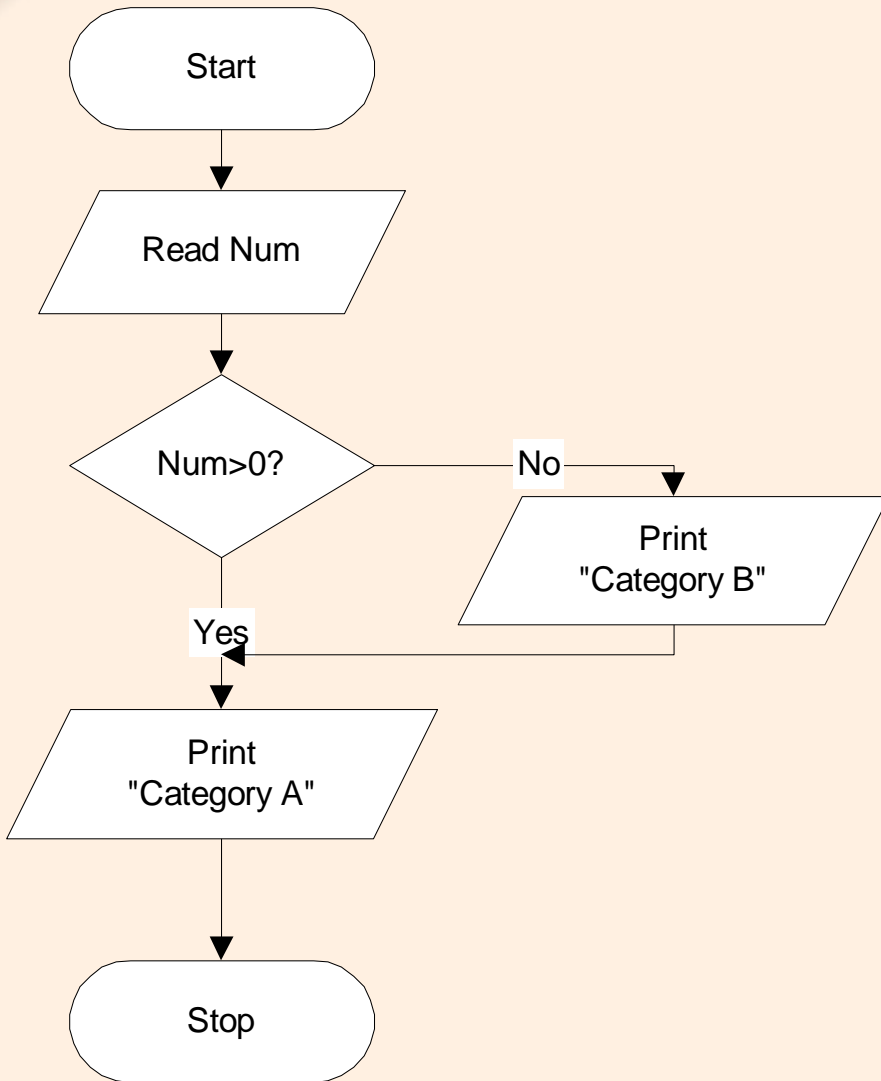 Start
Read Num
Num>0?
No
Print
"Category B"
Yes
Print
"Category A"
Stop